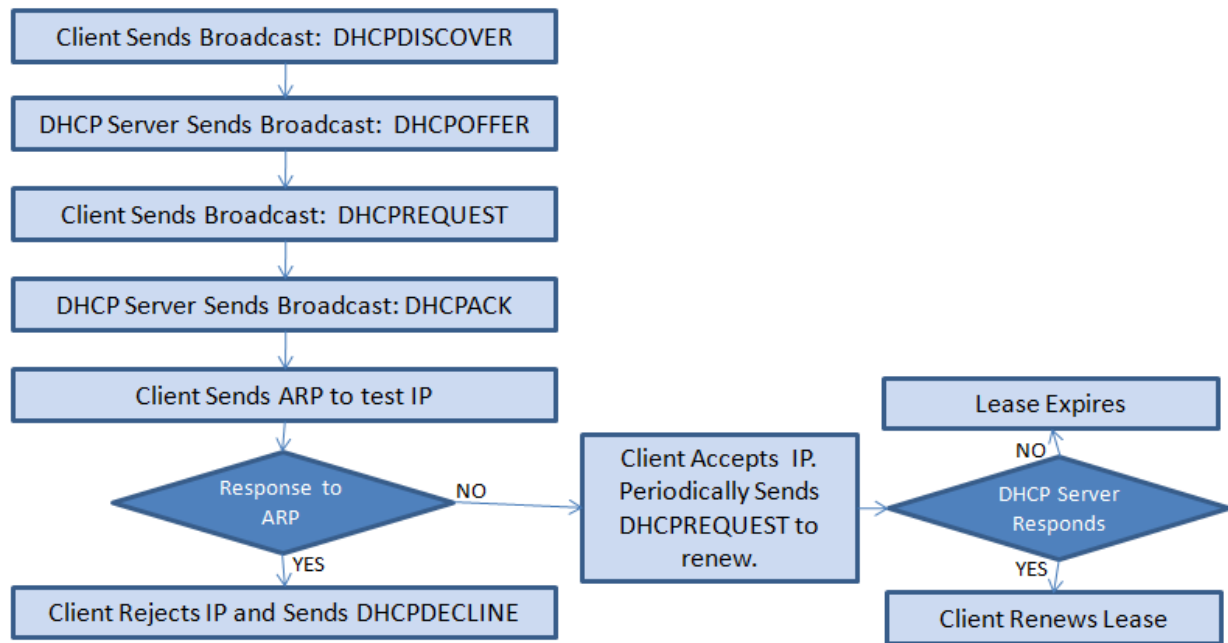 Client Sends Broadcast: DHCPDISCOVER
DHCP Server Sends Broadcast: DHCPOFFER
Client Sends Broadcast: DHCPREQUEST
DHCP Server Sends Broadcast: DHCPACK
Client Sends ARP to test IP
Response to
ARP
NO
YES
Client Rejects IP and Sends DHCPDECLINE
Client Accepts IP.
Periodically Sends
DHCPREQUEST to
renew.
Lease Expires
NO
DHCP Server
Responds
YES
Client Renews Lease